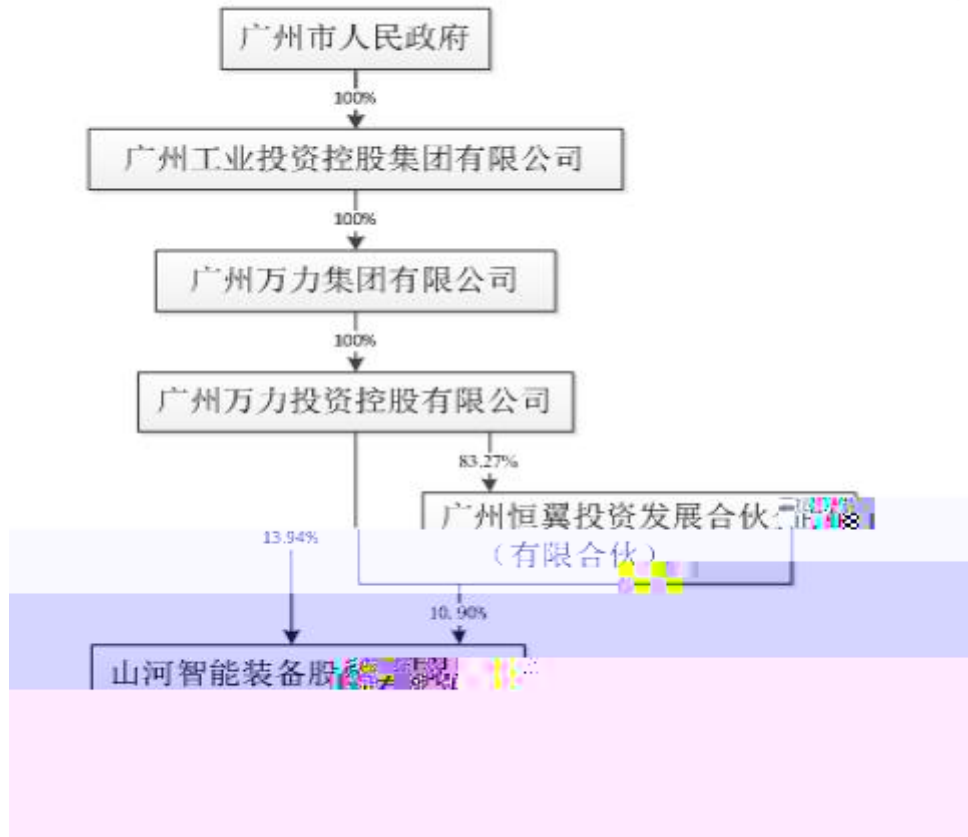 广州市人民政府
100%
广州工业投资控股集团有限公司
100%
广州万力集团有限公司
100%
广州万力投资控股有限公司
83.27%
广州恒翼投资发展合伙
（有限合伙）
13.94%
10.90%
山河智能装备股